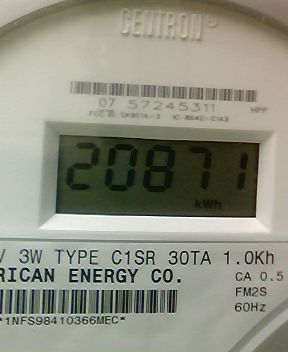 CENTRON®
07 57245311 HPP
20871
kWh
V 3W TYPE C1SR 30TA 1.0Kh
RICAN ENERGY CO. CA 0.5
FM2S
60Hz
*1NFS98410366MEC*